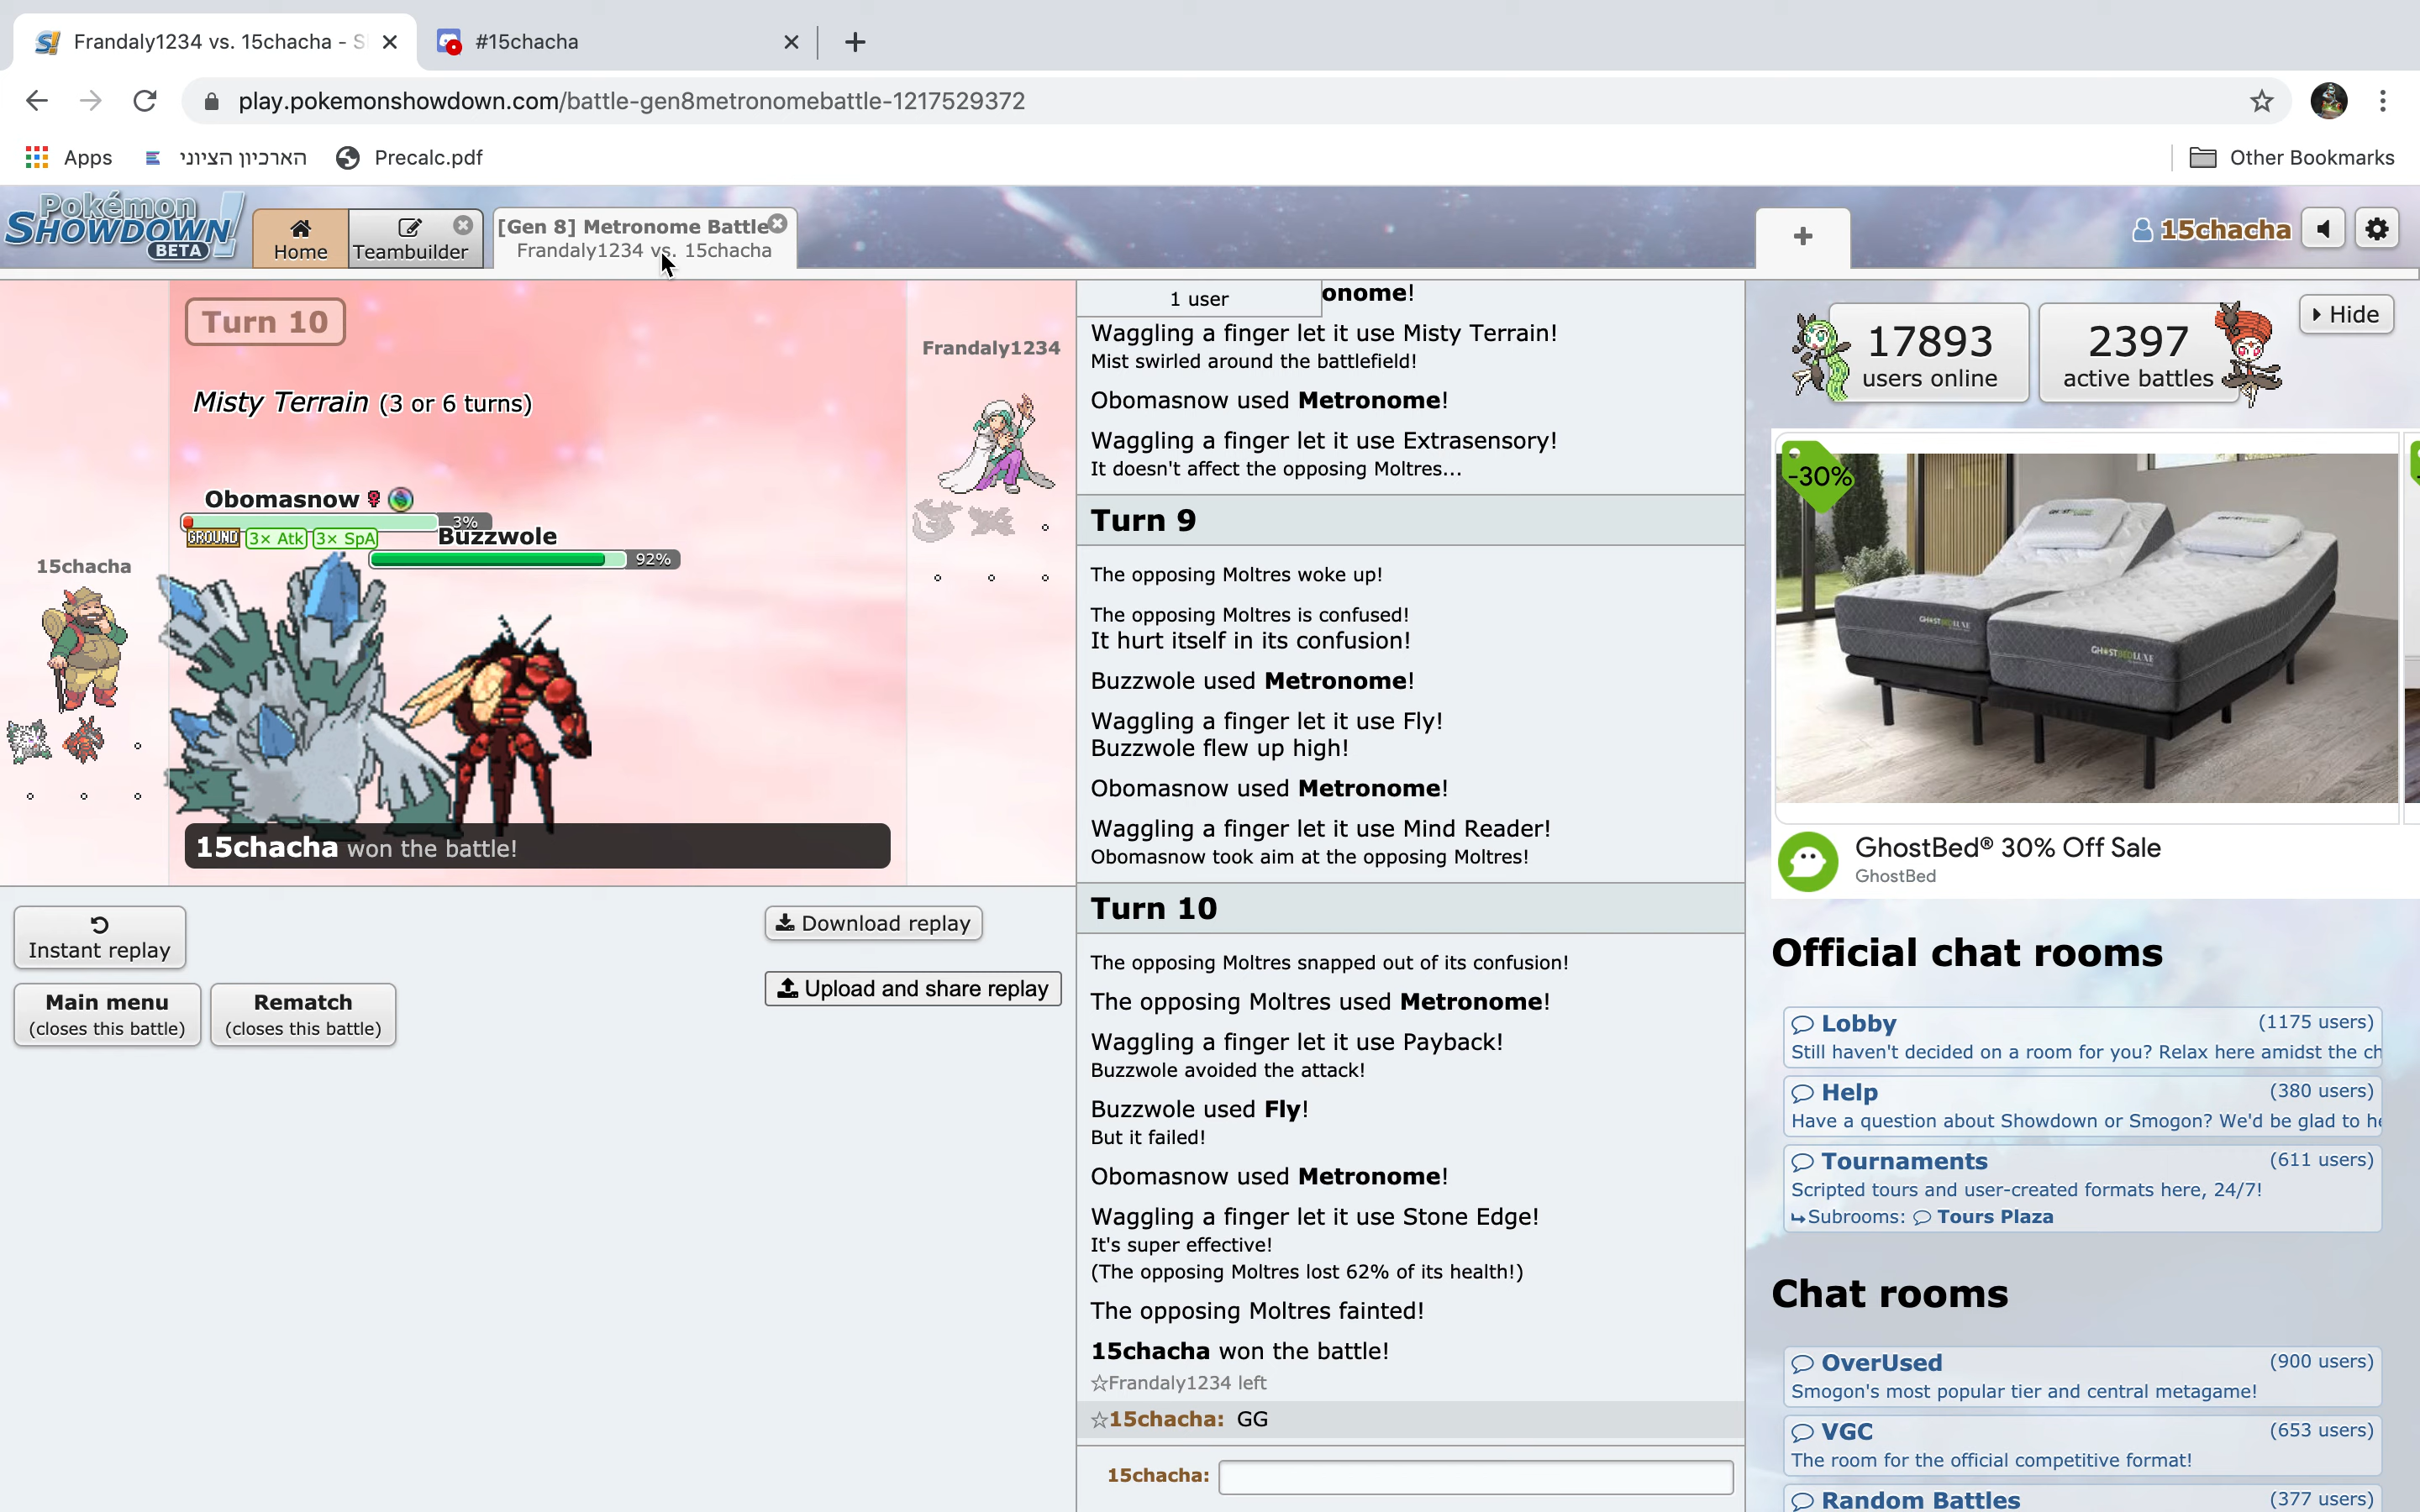 Frandaly1234 vs. 15chacha - S
#15chacha
play.pokemonshowdown.com/battle-gen8metronomebattle-1217529372
Apps
הארכיון הציוני
Precalc.pdf
Other Bookmarks
Pokémon
SHOWDOWN!
BETA
Home
Teambuilder
[Gen 8] Metronome Battle
Frandaly1234 vs. 15chacha
15chacha
Turn 10
Misty Terrain (3 or 6 turns)
Frandaly1234
Obomasnow
3%
GROUND 3× Atk 3× SpA
Buzzwole
92%
15chacha
15chacha won the battle!
Instant replay
Download replay
Upload and share replay
Main menu
(closes this battle)
Rematch
(closes this battle)
1 user
onome!
Waggling a finger let it use Misty Terrain!
Mist swirled around the battlefield!
Obomasnow used Metronome!
Waggling a finger let it use Extrasensory!
It doesn't affect the opposing Moltres...
Turn 9
The opposing Moltres woke up!
The opposing Moltres is confused!
It hurt itself in its confusion!
Buzzwole used Metronome!
Waggling a finger let it use Fly!
Buzzwole flew up high!
Obomasnow used Metronome!
Waggling a finger let it use Mind Reader!
Obomasnow took aim at the opposing Moltres!
Turn 10
The opposing Moltres snapped out of its confusion!
The opposing Moltres used Metronome!
Waggling a finger let it use Payback!
Buzzwole avoided the attack!
Buzzwole used Fly!
But it failed!
Obomasnow used Metronome!
Waggling a finger let it use Stone Edge!
It's super effective!
(The opposing Moltres lost 62% of its health!)
The opposing Moltres fainted!
15chacha won the battle!
☆Frandaly1234 left
☆15chacha: GG
15chacha:
Hide
17893
users online
2397
active battles
-30%
GHOSTBEDLUXE
GHOSTBEDLUXE
GhostBed® 30% Off Sale
GhostBed
Official chat rooms
Lobby
(1175 users)
Still haven't decided on a room for you? Relax here amidst the ch
Help
(380 users)
Have a question about Showdown or Smogon? We'd be glad to he
Tournaments
(611 users)
Scripted tours and user-created formats here, 24/7!
↳Subrooms: Tours Plaza
Chat rooms
OverUsed
(900 users)
Smogon's most popular tier and central metagame!
VGC
(653 users)
The room for the official competitive format!
Random Battles
(377 users)